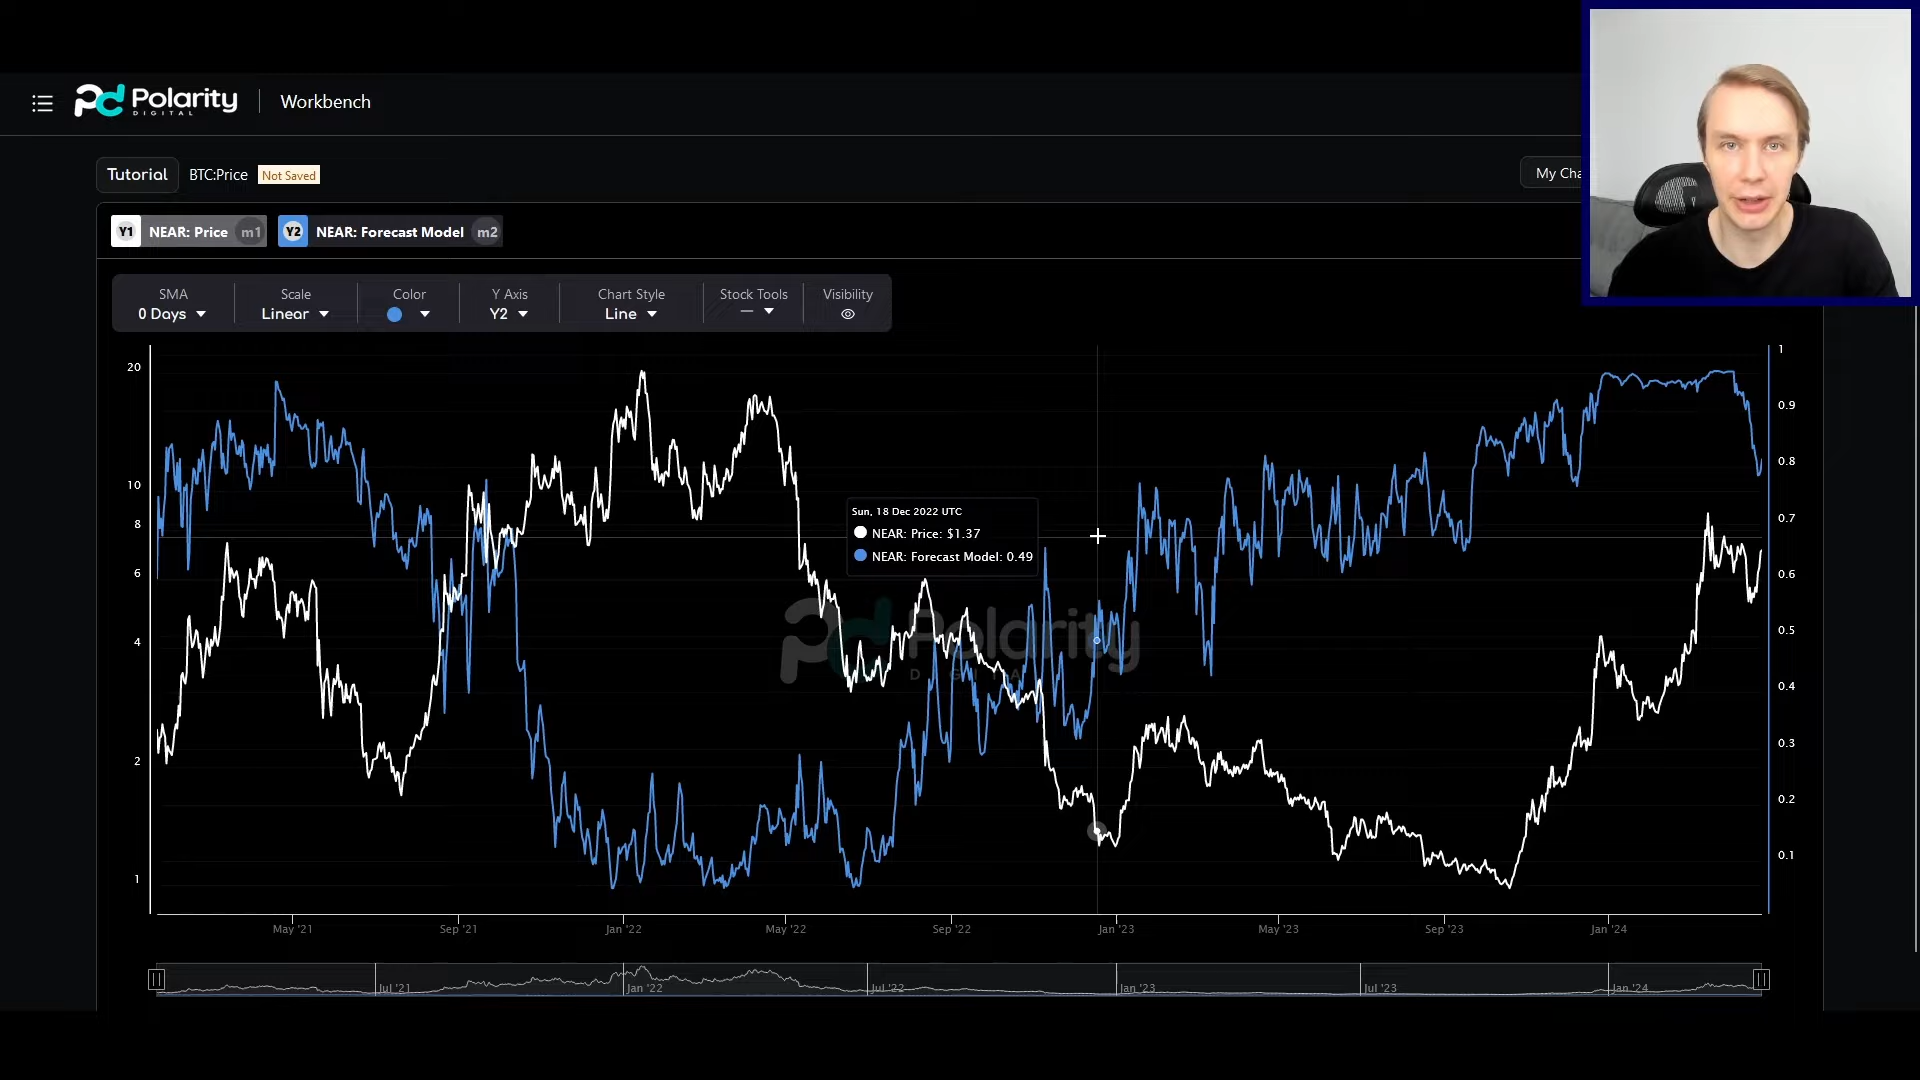 Polarity
DIGITAL
Workbench
Tutorial
BTC:Price
Not Saved
My Cha
Y1 NEAR: Price m1
Y2 NEAR: Forecast Model m2
SMA
0 Days
Scale
Linear
Color
Y Axis
Y2
Chart Style
Line
Stock Tools
Visibility
20
10
8
6
4
2
1
1
0.9
0.8
0.7
0.6
0.5
0.4
0.3
0.2
0.1
Sun, 18 Dec 2022 UTC
NEAR: Price: $1.37
NEAR: Forecast Model: 0.49
Polarity
DIGITAL
May '21
Sep '21
Jan '22
May '22
Sep '22
Jan '23
May '23
Sep '23
Jan '24
Jul '21
Jan '22
Jul '22
Jan '23
Jul '23
Jan '24